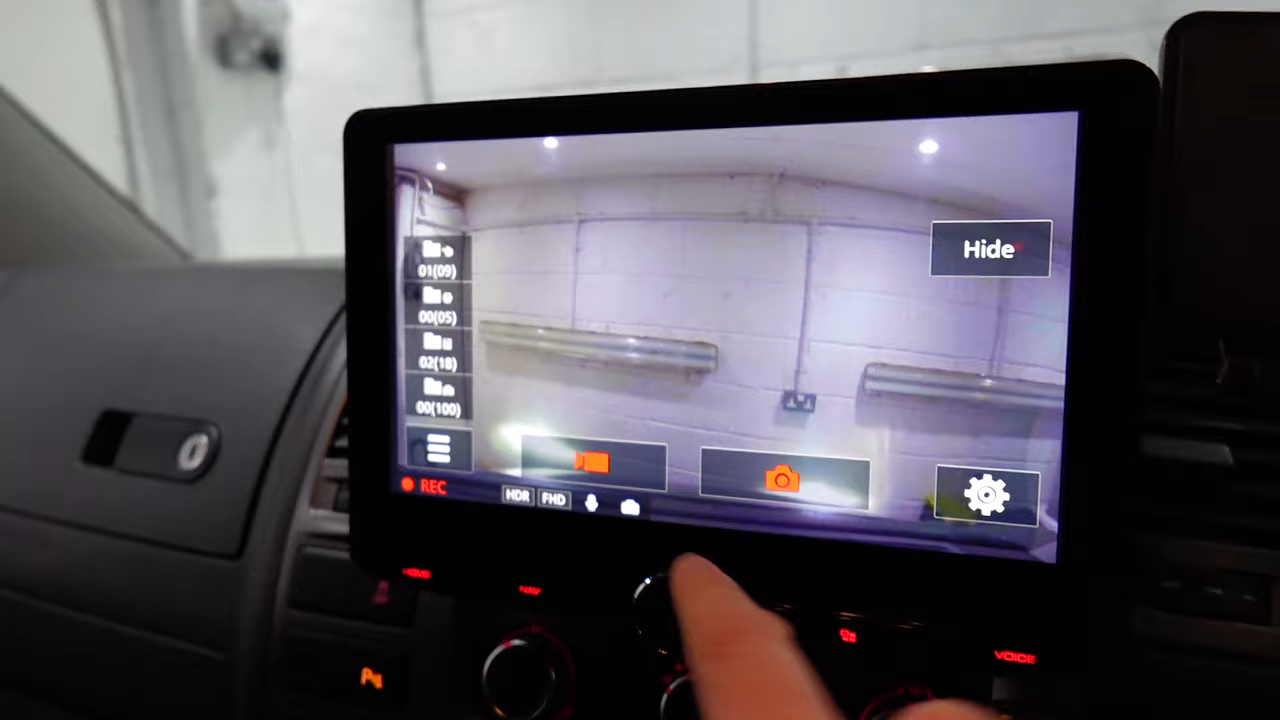 Hide
01(09)
00(05)
02(18)
00(100)
REC
HDR
FHD
HOME
NAV
VOICE